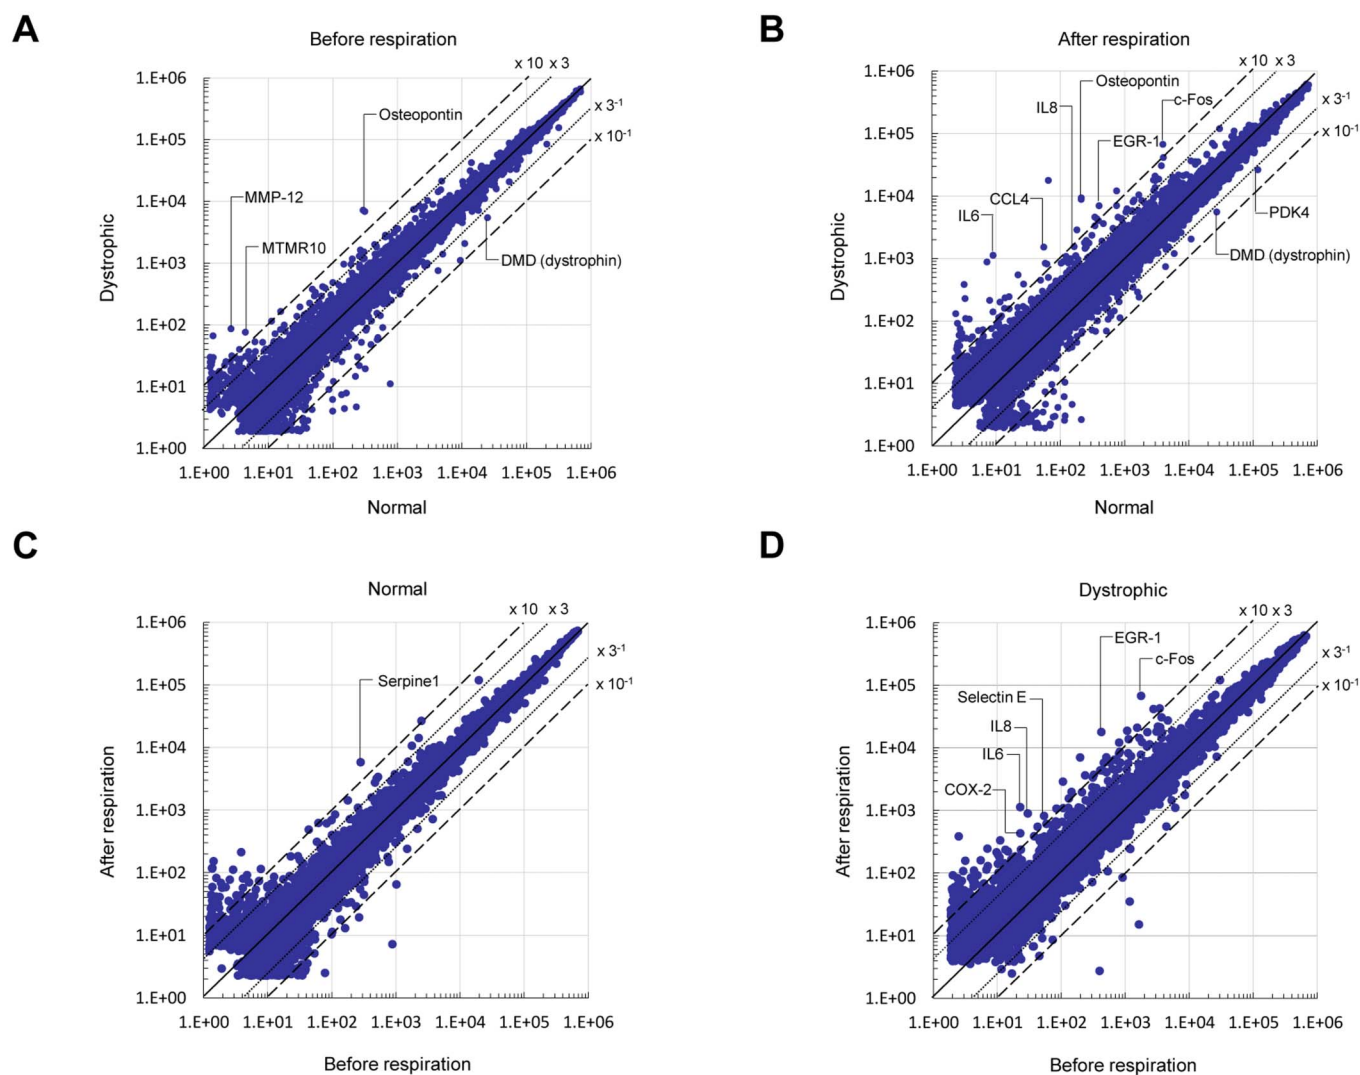 A
Before respiration
x 10 x 3
1.E+06
x 3-1
Osteopontin
1.E+05
x 10-1
1.E+04
MMP-12
MTMR10
Dystrophic
1.E+03
DMD (dystrophin)
1.E+02
1.E+01
1.E+00
1.E+00 1.E+01 1.E+02 1.E+03 1.E+04 1.E+05 1.E+06
Normal
B
After respiration
x 10 x 3
1.E+06
Osteopontin
x 3-1
IL8
c-Fos
1.E+05
EGR-1
x 10-1
1.E+04
CCL4
IL6
PDK4
Dystrophic
1.E+03
DMD (dystrophin)
1.E+02
1.E+01
1.E+00
1.E+00 1.E+01 1.E+02 1.E+03 1.E+04 1.E+05 1.E+06
Normal
C
Normal
x 10 x 3
1.E+06
x 3-1
Serpine1
x 10-1
1.E+05
1.E+04
After respiration
1.E+03
1.E+02
1.E+01
1.E+00
1.E+00 1.E+01 1.E+02 1.E+03 1.E+04 1.E+05 1.E+06
Before respiration
D
Dystrophic
x 10 x 3
1.E+06
EGR-1
x 3-1
c-Fos
x 10-1
1.E+05
Selectin E
IL8
1.E+04
IL6
COX-2
After respiration
1.E+03
1.E+02
1.E+01
1.E+00
1.E+00 1.E+01 1.E+02 1.E+03 1.E+04 1.E+05 1.E+06
Before respiration